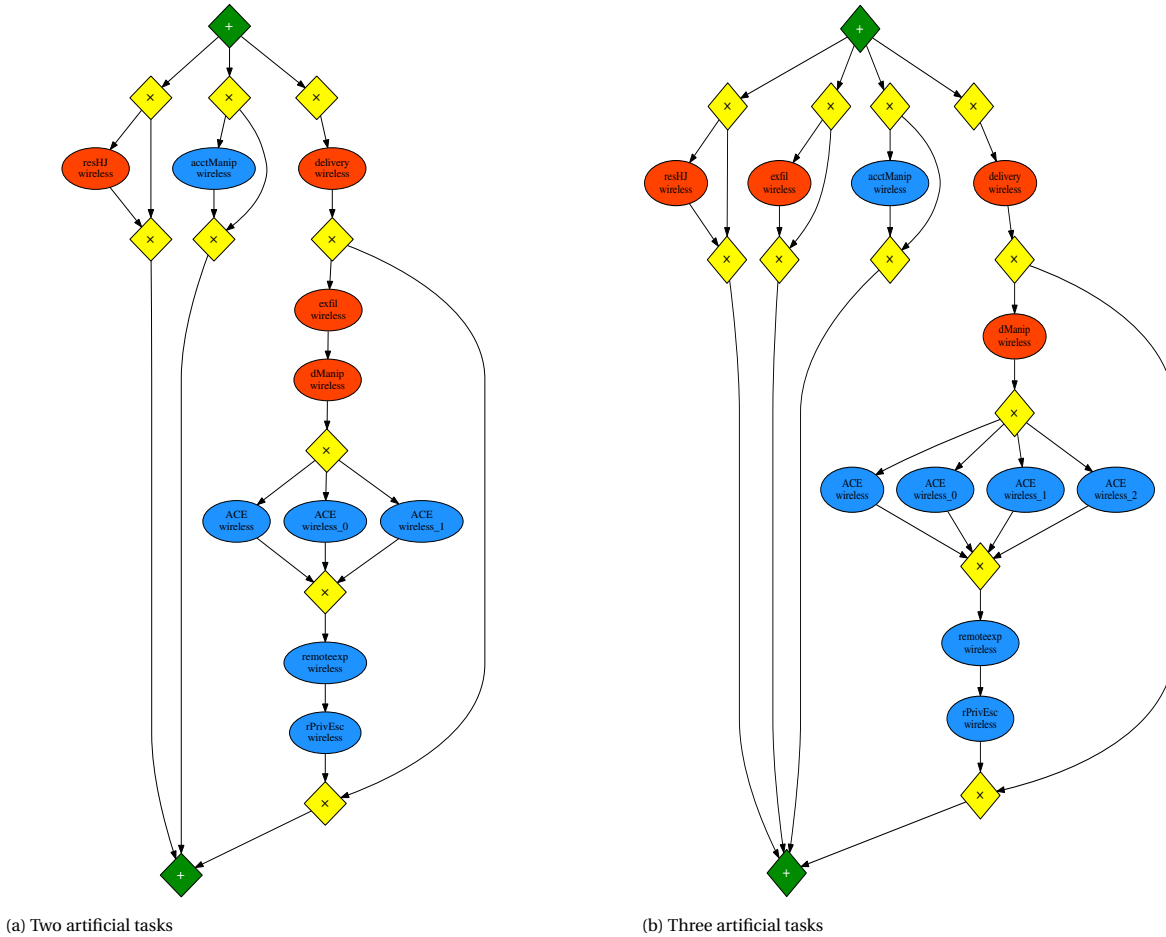 +
× × ×
resHJ
wireless
acctManip
wireless
delivery
wireless
× × ×
exfil
wireless
dManip
wireless
×
ACE
wireless
ACE
wireless_0
ACE
wireless_1
×
remoteexp
wireless
rPrivEsc
wireless
×
+
(a) Two artificial tasks
+
× × × ×
resHJ
wireless
exfil
wireless
acctManip
wireless
delivery
wireless
× × × ×
dManip
wireless
×
ACE
wireless
ACE
wireless_0
ACE
wireless_1
ACE
wireless_2
×
remoteexp
wireless
rPrivEsc
wireless
×
+
(b) Three artificial tasks